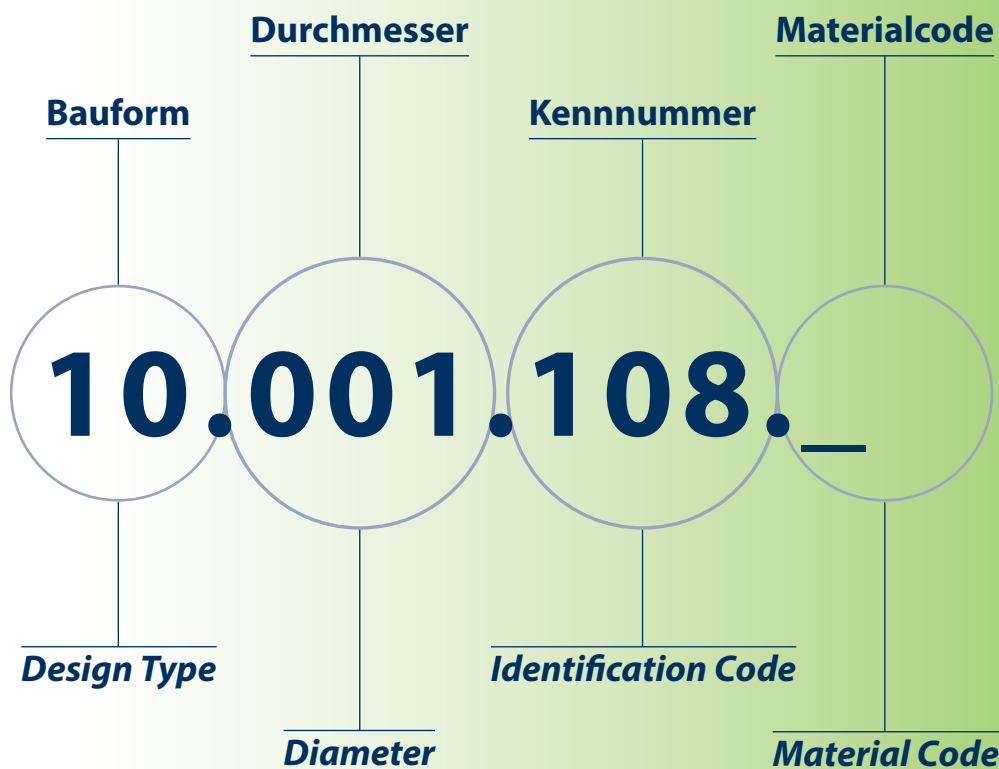 Durchmesser
Materialcode
Bauform
Kennnummer
10.001.108._
Design Type
Identification Code
Diameter
Material Code